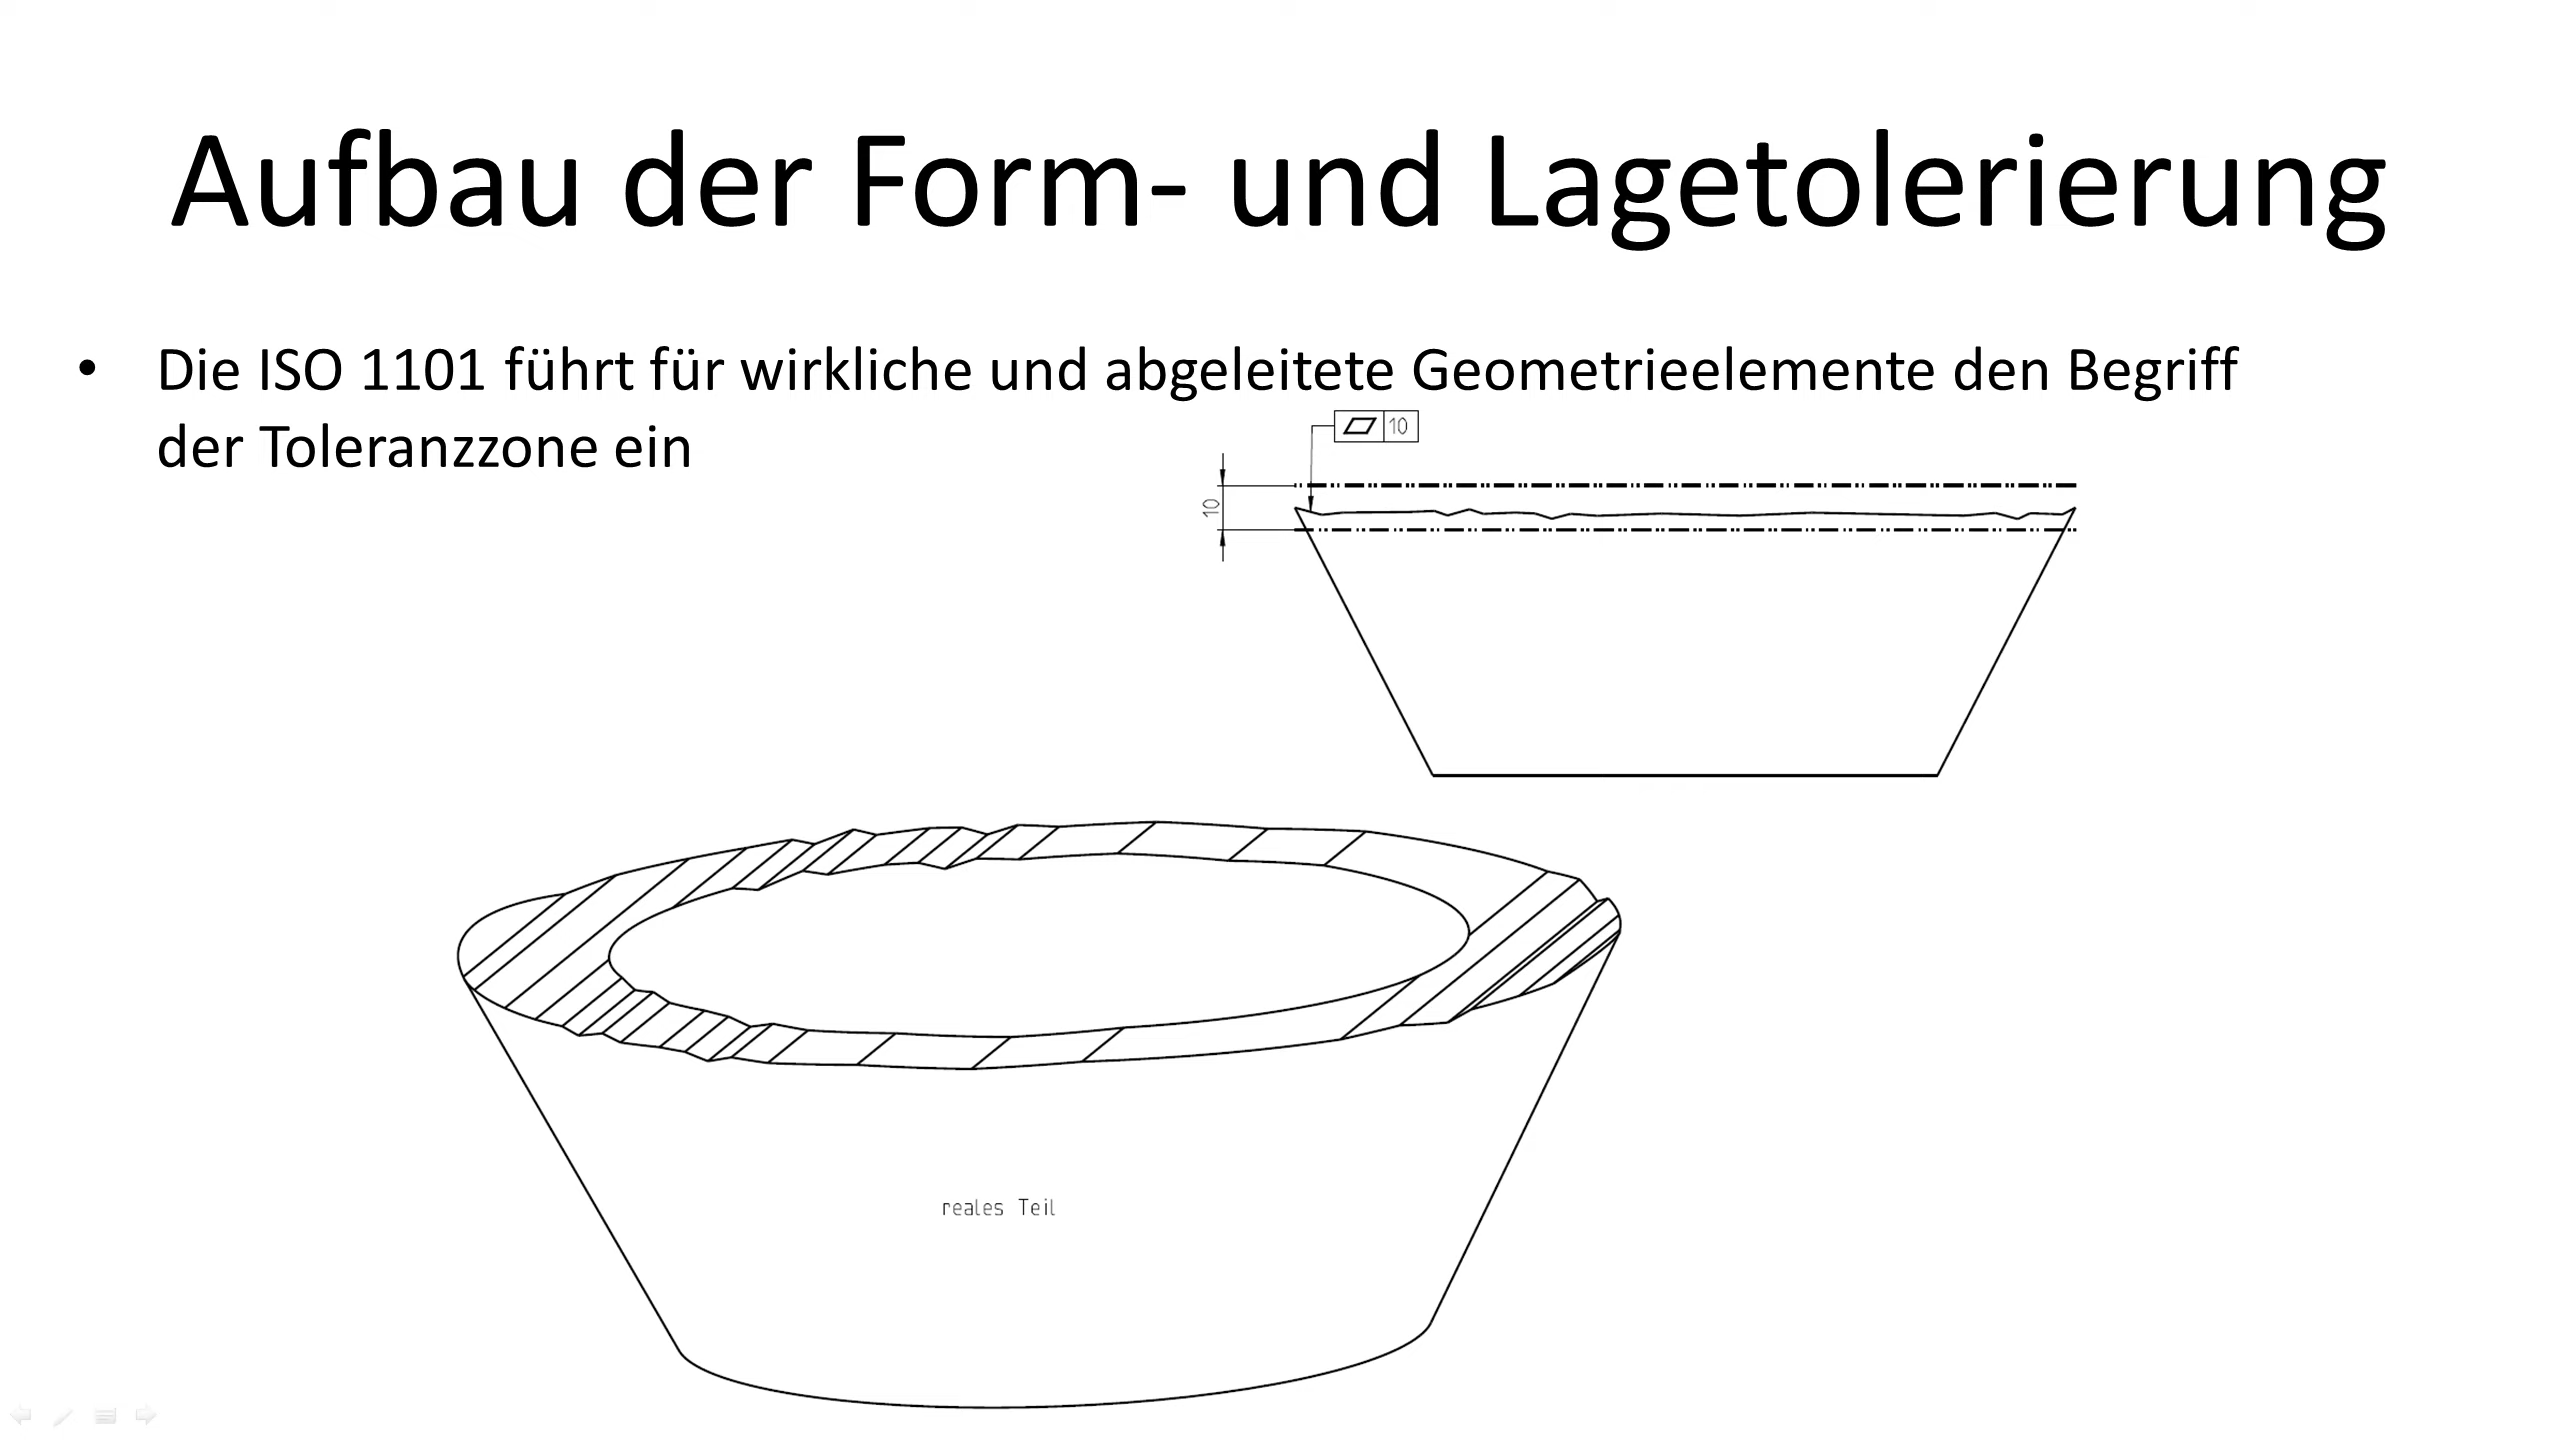 Aufbau der Form- und Lagetolerierung
• Die ISO 1101 führt für wirkliche und abgeleitete Geometrieelemente den Begriff
der Toleranzzone ein
10
10
reales Teil